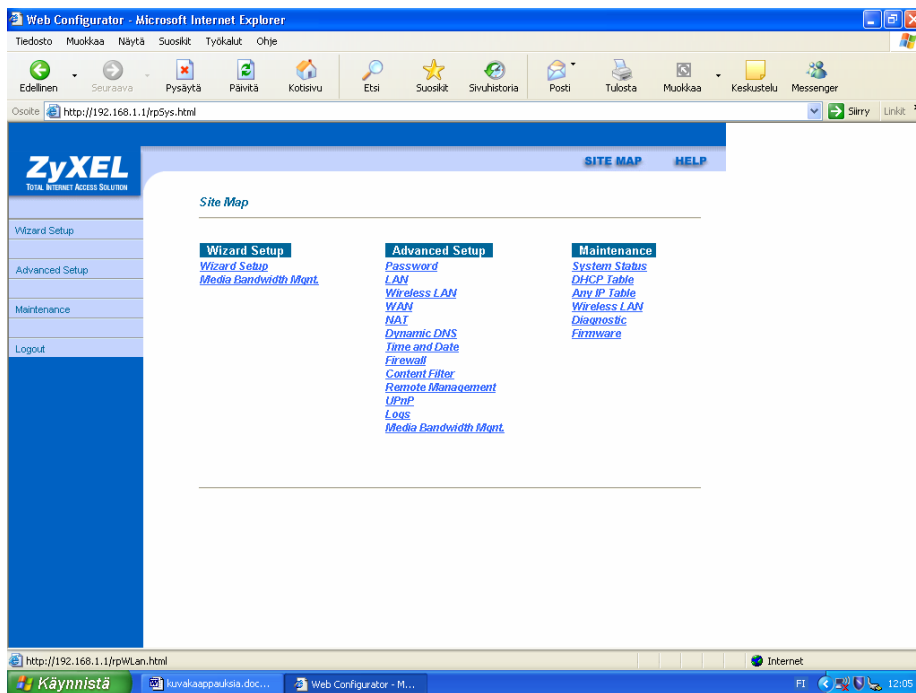 Web Configurator - Microsoft Internet Explorer
Tiedosto Muokkaa Näytä Suosikit Työkalut Ohje
Edellinen Seuraava Pysäytä Päivitä Kotisivu Etsi Suosikit Sivuhistoria Posti Tulosta Muokkaa Keskustelu Messenger
Osoite http://192.168.1.1/rpSys.html Siirry Linkit
ZyXEL
TOTAL INTERNET ACCESS SOLUTION
SITE MAP HELP
Wizard Setup
Advanced Setup
Maintenance
Logout
Site Map
Wizard Setup
Wizard Setup
Media Bandwidth Mgnt.
Advanced Setup
Password
LAN
Wireless LAN
WAN
NAT
Dynamic DNS
Time and Date
Firewall
Content Filter
Remote Management
UPnP
Logs
Media Bandwidth Mgnt.
Maintenance
System Status
DHCP Table
Any IP Table
Wireless LAN
Diagnostic
Firmware
http://192.168.1.1/rpWLan.html Internet
Käynnistä kuvakaappauksia.doc... Web Configurator - M... FI 12:05